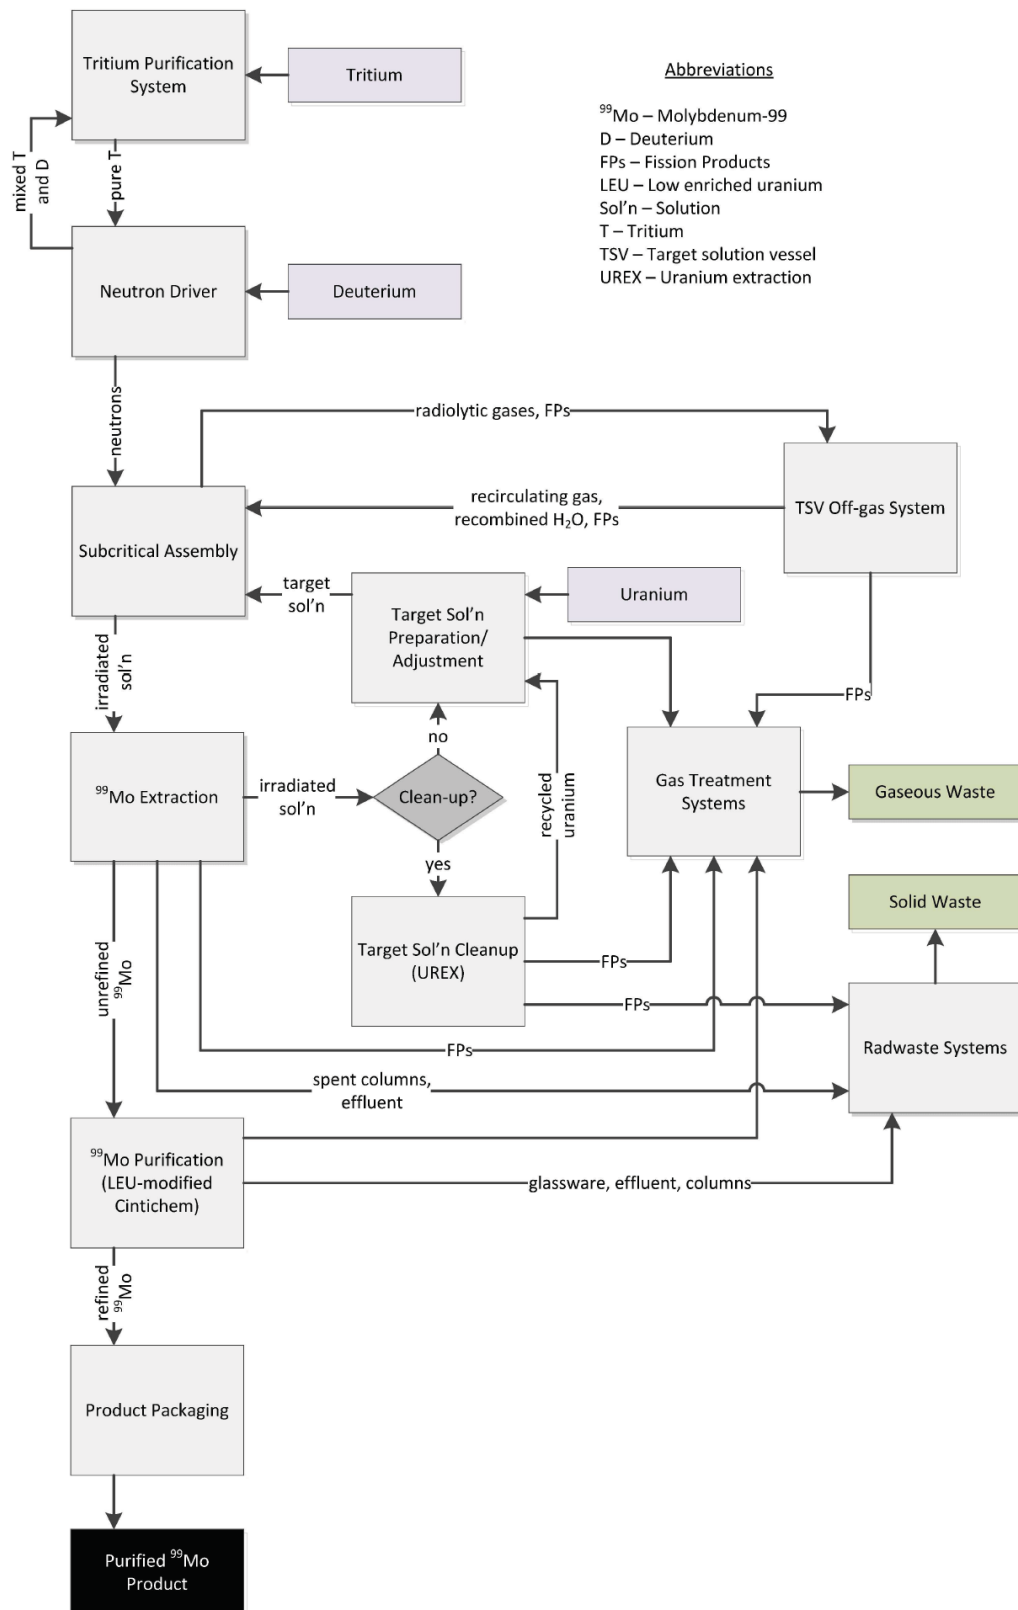 Tritium Purification
System
Tritium
Abbreviations
⁹⁹Mo – Molybdenum-99
D – Deuterium
FPs – Fission Products
LEU – Low enriched uranium
Sol'n – Solution
T – Tritium
TSV – Target solution vessel
UREX – Uranium extraction
mixed T
and D
pure T
Neutron Driver
Deuterium
neutrons
radiolytic gases, FPs
TSV Off-gas System
recirculating gas,
recombined H₂O, FPs
Subcritical Assembly
target
sol'n
Target Sol'n
Preparation/
Adjustment
Uranium
irradiated
sol'n
FPs
no
recycled
uranium
⁹⁹Mo Extraction
irradiated
sol'n
Clean-up?
Gas Treatment
Systems
Gaseous Waste
yes
Solid Waste
Target Sol'n Cleanup
(UREX)
FPs
FPs
unrefined
⁹⁹Mo
Radwaste Systems
FPs
spent columns,
effluent
⁹⁹Mo Purification
(LEU-modified
Cintichem)
glassware, effluent, columns
refined
⁹⁹Mo
Product Packaging
Purified ⁹⁹Mo
Product